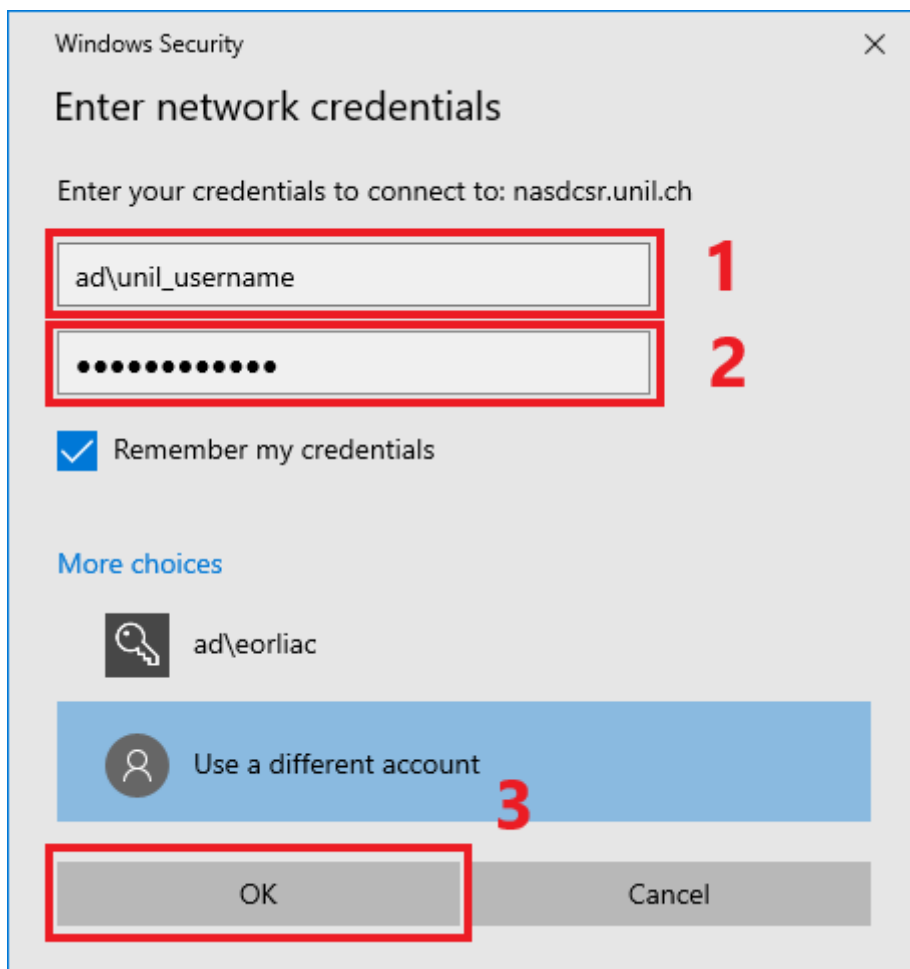 Windows Security
Enter network credentials
Enter your credentials to connect to: nasdcsr.unil.ch
ad\unil_username
1
••••••••••••
2
Remember my credentials
More choices
ad\eorliac
Use a different account
3
OK
Cancel